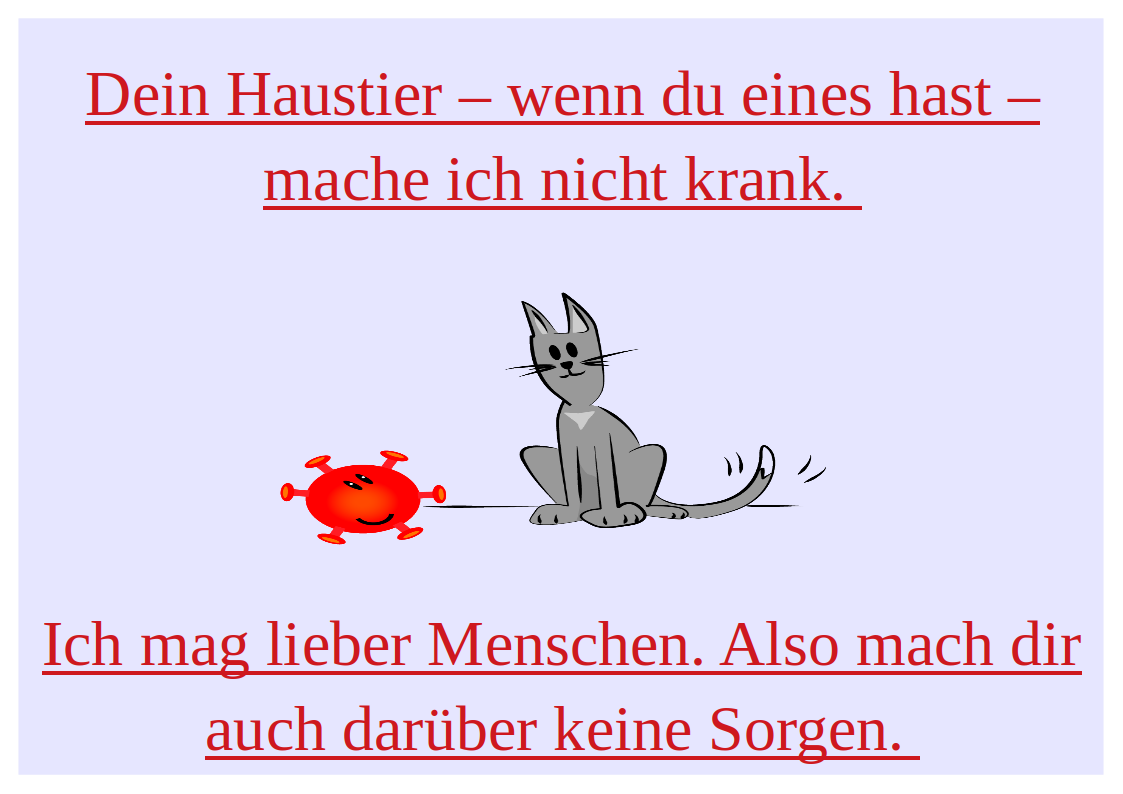 Dein Haustier – wenn du eines hast –
mache ich nicht krank.
Ich mag lieber Menschen. Also mach dir
auch darüber keine Sorgen.